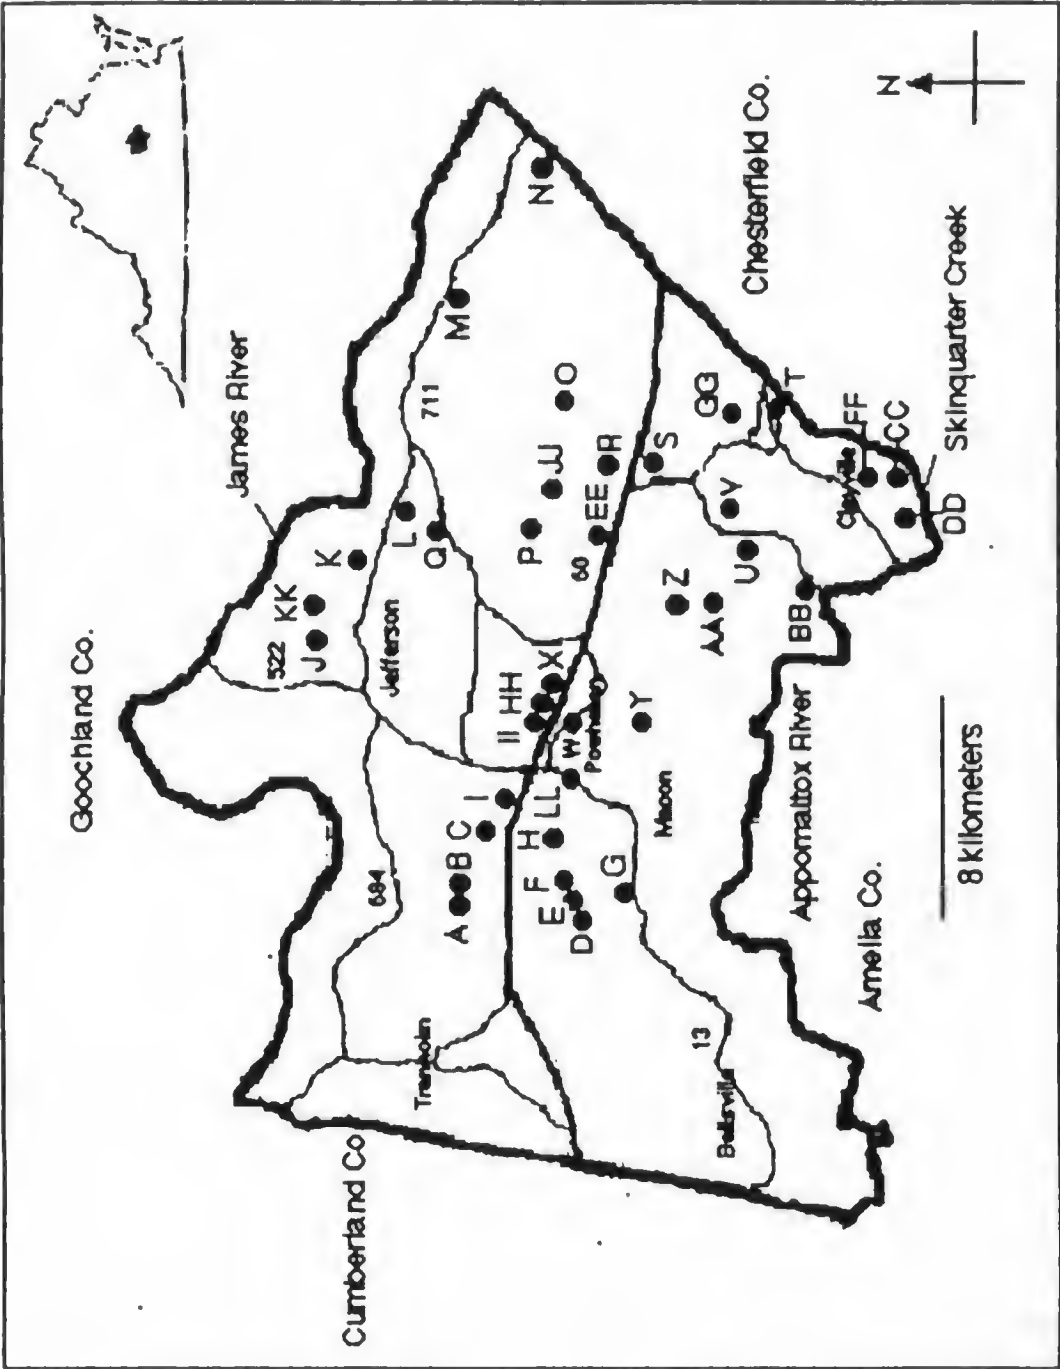 Goochland Co.
James River
N
KK
J
522
K
L
Q
Jefferson
711
M
N
684
A
B
C
I
II
HH
X
P
JJ
O
Trenholm
Cumberland Co
H
LL
W
Powhatan
60
EE
R
S
E
F
D
G
Y
Z
AA
U
V
GG
T
Chesterfield Co.
Macon
13
Ballsville
BB
Clayville
FF
CC
DD
Skinquarter Creek
Appomattox River
Amelia Co.
8 kilometers